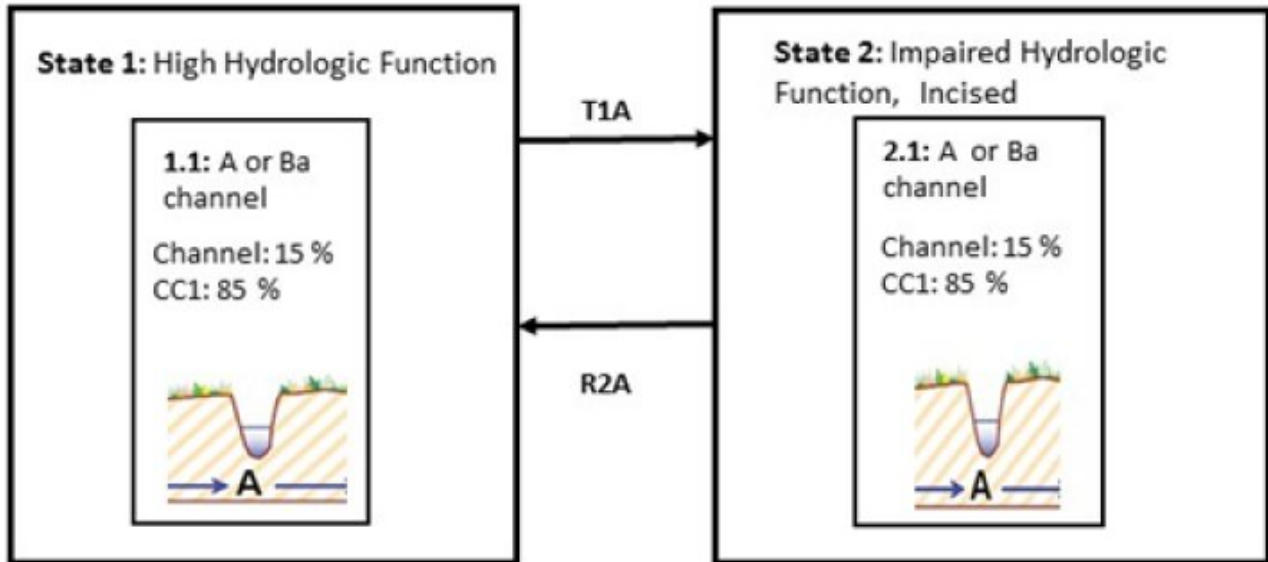 State 1: High Hydrologic Function
1.1: A or Ba
channel
Channel: 15 %
CC1: 85 %
A
T1A
R2A
State 2: Impaired Hydrologic
Function, Incised
2.1: A or Ba
channel
Channel: 15 %
CC1: 85 %
A